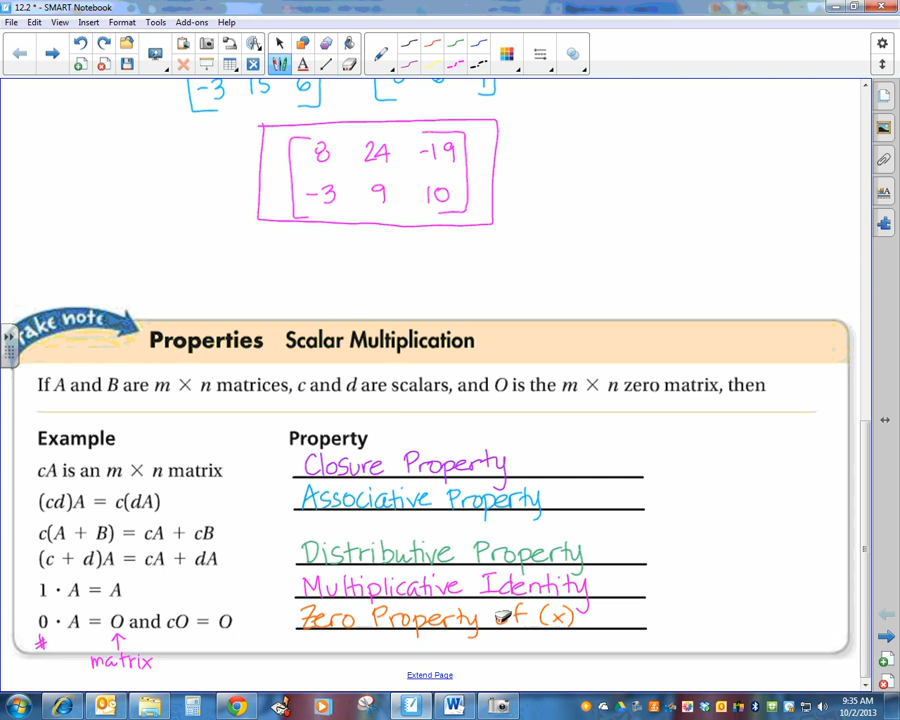 12.2 * - SMART Notebook
File Edit View Insert Format Tools Add-ons Help
-3 15 6
8 24 -19
-3 9 10
take note
Properties Scalar Multiplication
If A and B are m × n matrices, c and d are scalars, and O is the m × n zero matrix, then
Example Property
cA is an m × n matrix Closure Property
(cd)A = c(dA) Associative Property
c(A + B) = cA + cB
(c + d)A = cA + dA Distributive Property
1 · A = A Multiplicative Identity
0 · A = O and cO = O Zero Property of (x)
* ↑
matrix
Extend Page
9:35 AM
10/2/2013